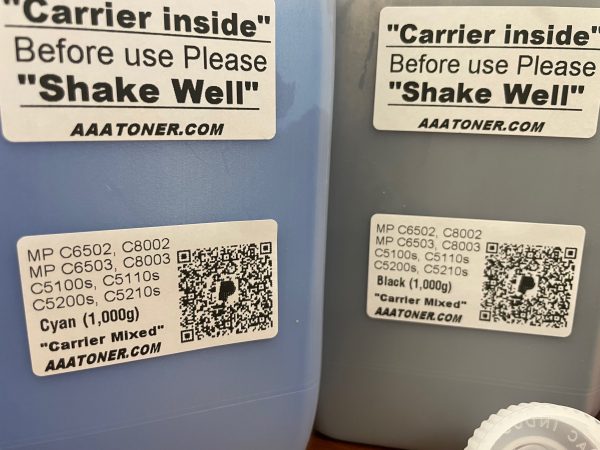 "Carrier inside"
Before use Please
"Shake Well"
AAATONER.COM
MP C6502, C8002
MP C6503, C8003
C5100s, C5110s
C5200s, C5210s
Cyan (1,000g)
"Carrier Mixed"
AAATONER.COM
"Carrier inside"
Before use Please
"Shake Well"
AAATONER.COM
MP C6502, C8002
MP C6503, C8003
C5100s, C5110s
C5200s, C5210s
Black (1,000g)
"Carrier Mixed"
AAATONER.COM